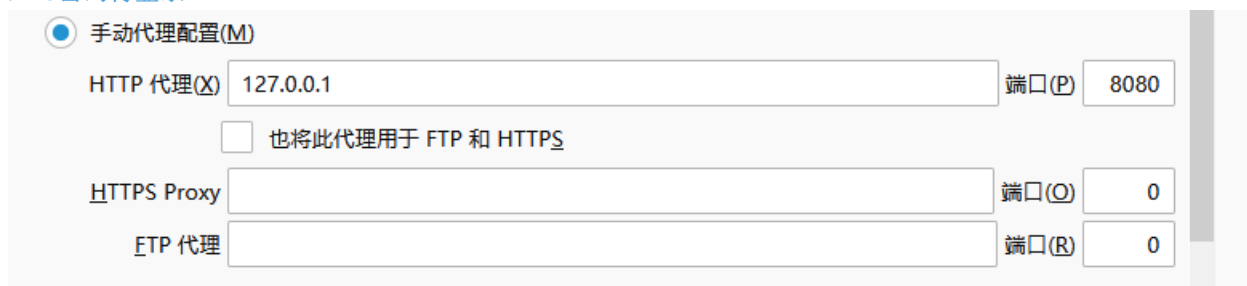 手动代理配置(M)
HTTP 代理(X) 127.0.0.1 端口(P) 8080
也将此代理用于 FTP 和 HTTPS
HTTPS Proxy 端口(O) 0
FTP 代理 端口(R) 0